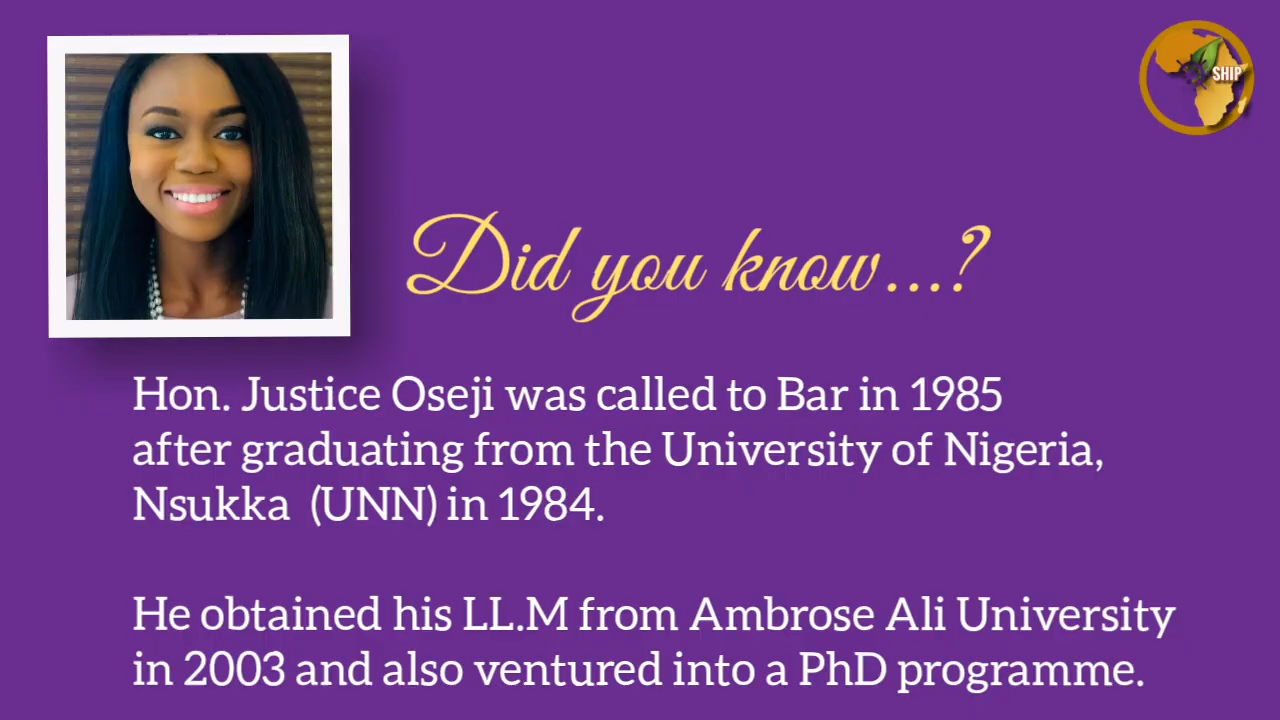 SHIP
Did you know...?
Hon. Justice Oseji was called to Bar in 1985
after graduating from the University of Nigeria,
Nsukka (UNN) in 1984.
He obtained his LL.M from Ambrose Ali University
in 2003 and also ventured into a PhD programme.